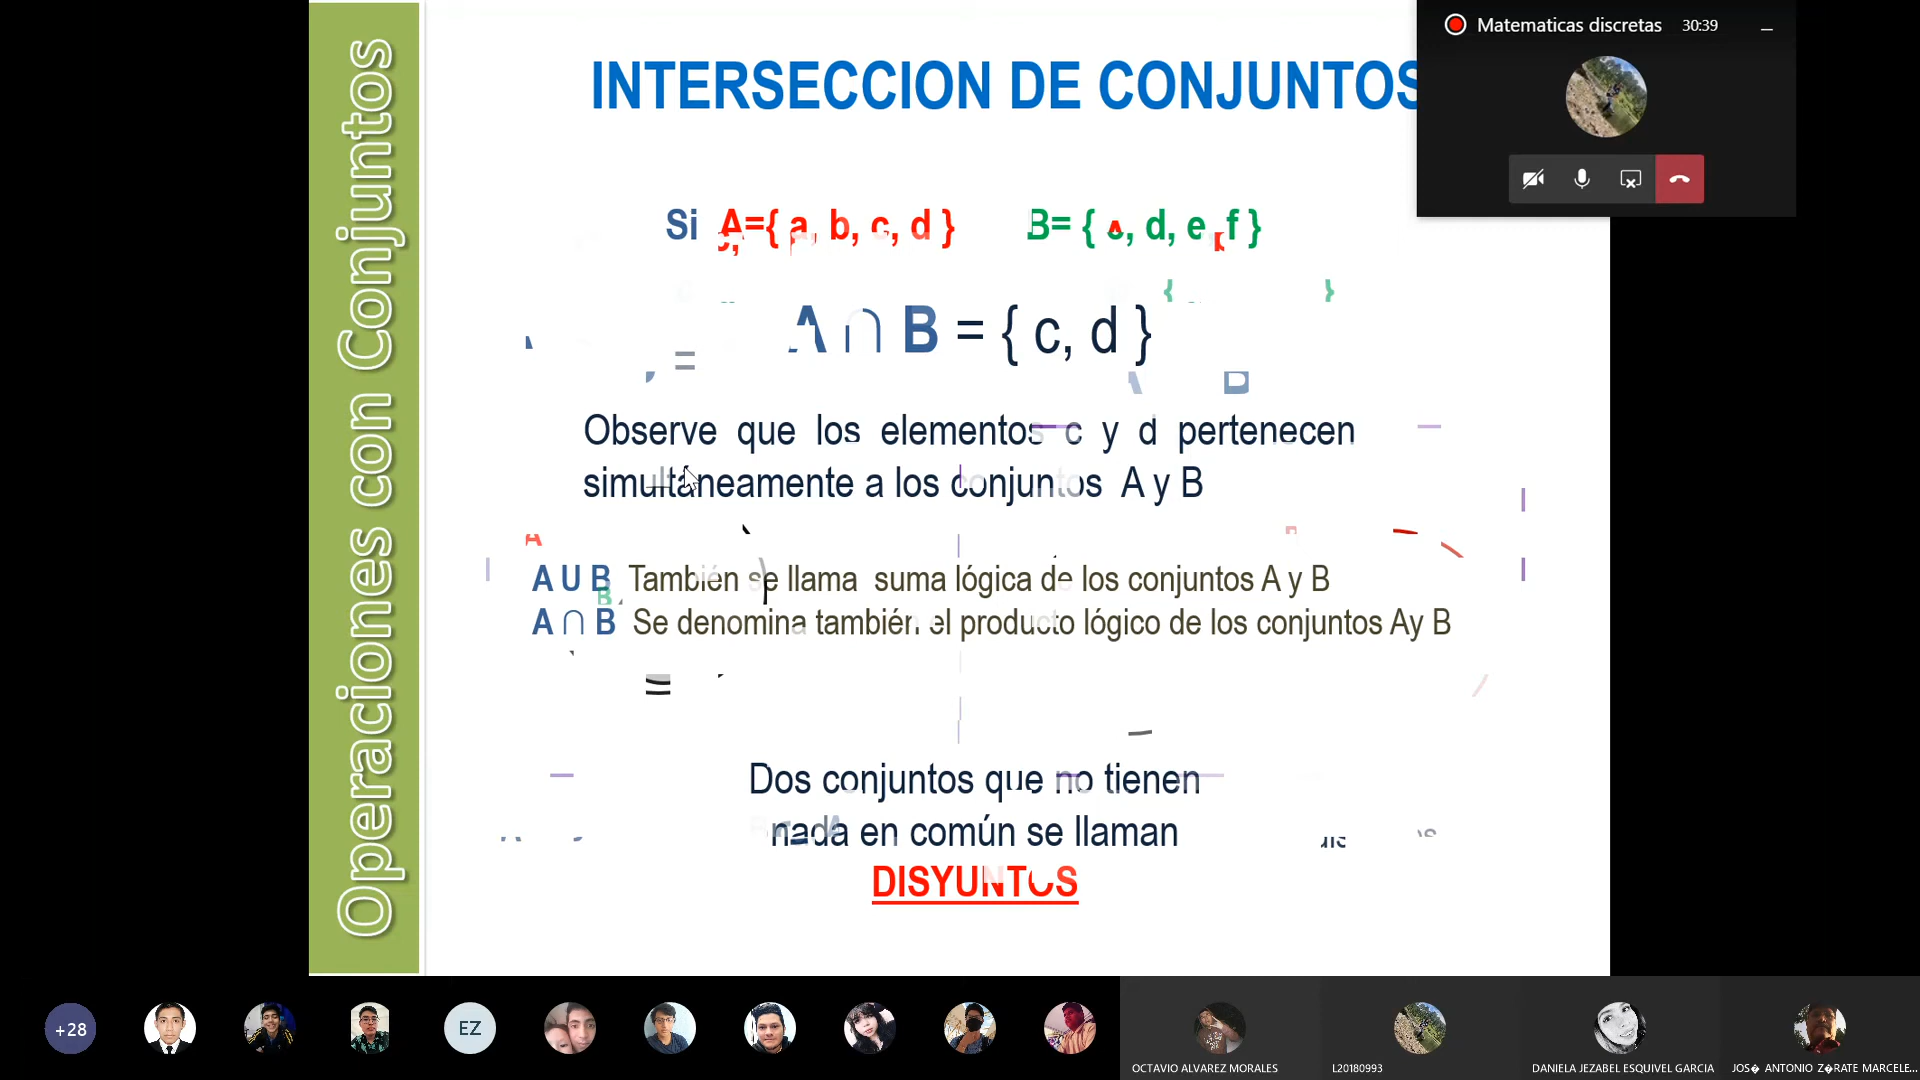 Operaciones con Conjuntos
INTERSECCION DE CONJUNTOS
Matematicas discretas 30:39
Si A={ a, b, c, d } B= { c, d, e, f }
A ∩ B = { c, d }
Observe que los elementos c y d pertenecen
simultáneamente a los conjuntos A y B
A U B También se llama suma lógica de los conjuntos A y B
A ∩ B Se denomina también el producto lógico de los conjuntos Ay B
Dos conjuntos que no tienen
nada en común se llaman
DISYUNTOS
+28
EZ
OCTAVIO ALVAREZ MORALES
L20180993
DANIELA JEZABEL ESQUIVEL GARCIA
JOS� ANTONIO Z�RATE MARCELE...